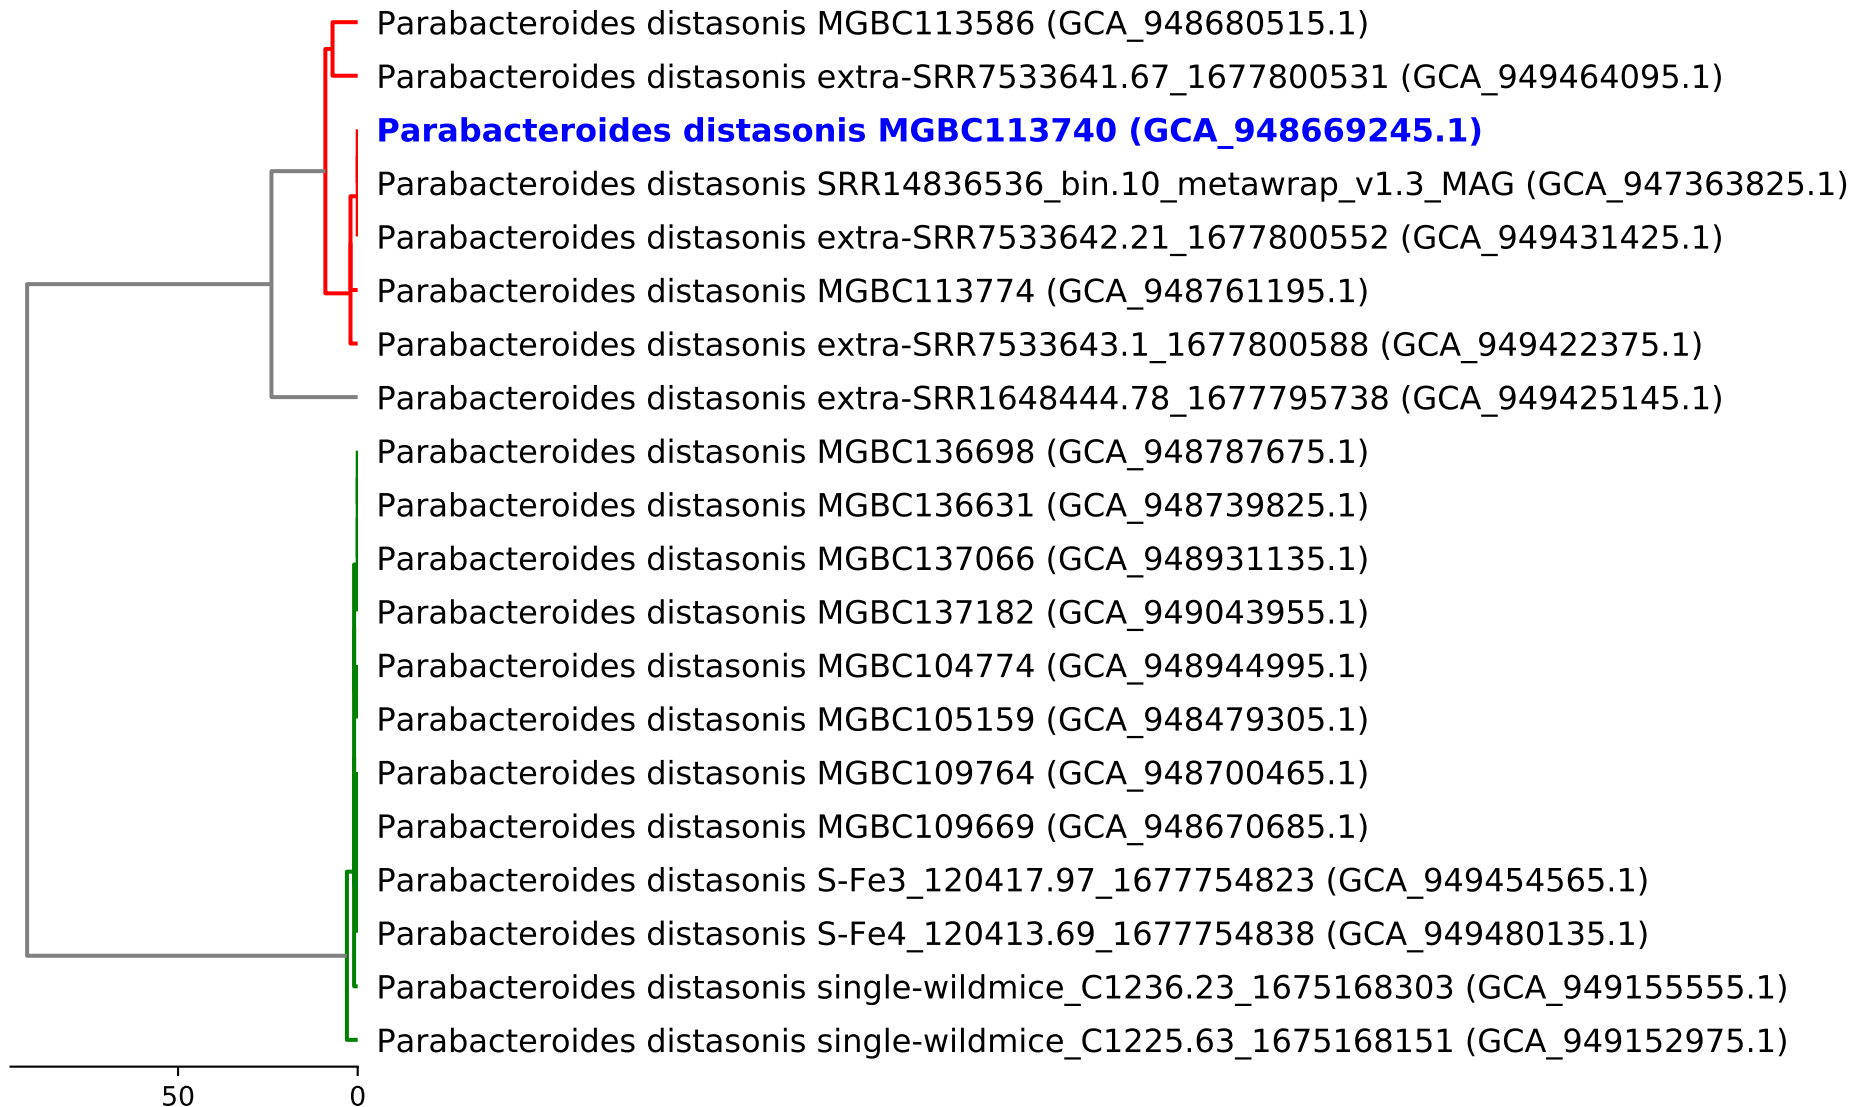 Parabacteroides distasonis MGBC113586 (GCA_948680515.1)
Parabacteroides distasonis extra-SRR7533641.67_1677800531 (GCA_949464095.1)
Parabacteroides distasonis MGBC113740 (GCA_948669245.1)
Parabacteroides distasonis SRR14836536_bin.10_metawrap_v1.3_MAG (GCA_947363825.1)
Parabacteroides distasonis extra-SRR7533642.21_1677800552 (GCA_949431425.1)
Parabacteroides distasonis MGBC113774 (GCA_948761195.1)
Parabacteroides distasonis extra-SRR7533643.1_1677800588 (GCA_949422375.1)
Parabacteroides distasonis extra-SRR1648444.78_1677795738 (GCA_949425145.1)
Parabacteroides distasonis MGBC136698 (GCA_948787675.1)
Parabacteroides distasonis MGBC136631 (GCA_948739825.1)
Parabacteroides distasonis MGBC137066 (GCA_948931135.1)
Parabacteroides distasonis MGBC137182 (GCA_949043955.1)
Parabacteroides distasonis MGBC104774 (GCA_948944995.1)
Parabacteroides distasonis MGBC105159 (GCA_948479305.1)
Parabacteroides distasonis MGBC109764 (GCA_948700465.1)
Parabacteroides distasonis MGBC109669 (GCA_948670685.1)
Parabacteroides distasonis S-Fe3_120417.97_1677754823 (GCA_949454565.1)
Parabacteroides distasonis S-Fe4_120413.69_1677754838 (GCA_949480135.1)
Parabacteroides distasonis single-wildmice_C1236.23_1675168303 (GCA_949155555.1)
Parabacteroides distasonis single-wildmice_C1225.63_1675168151 (GCA_949152975.1)
50 0